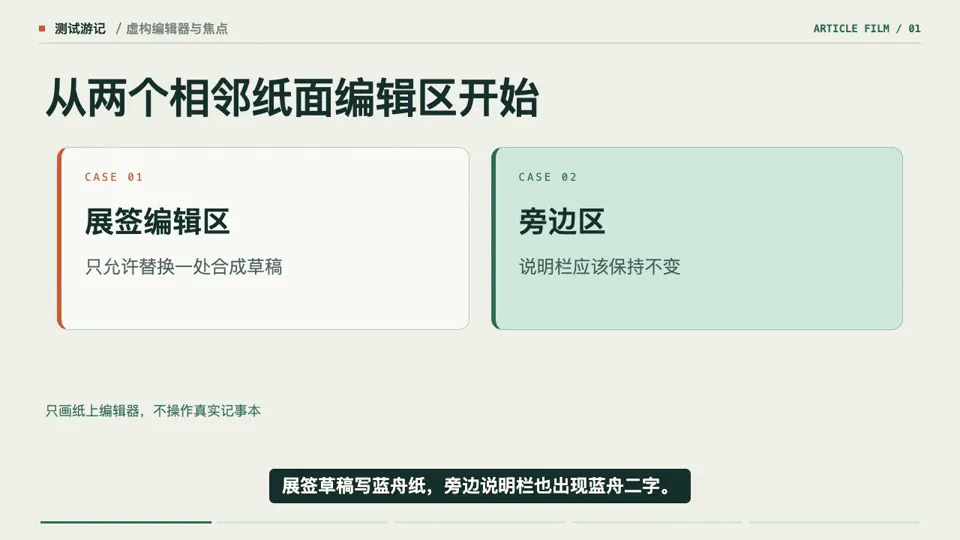 测试游记 / 虚构编辑器与焦点
ARTICLE FILM / 01
从两个相邻纸面编辑区开始
CASE 01
展签编辑区
只允许替换一处合成草稿
CASE 02
旁边区
说明栏应该保持不变
只画纸上编辑器，不操作真实记事本
展签草稿写蓝舟纸，旁边说明栏也出现蓝舟二字。